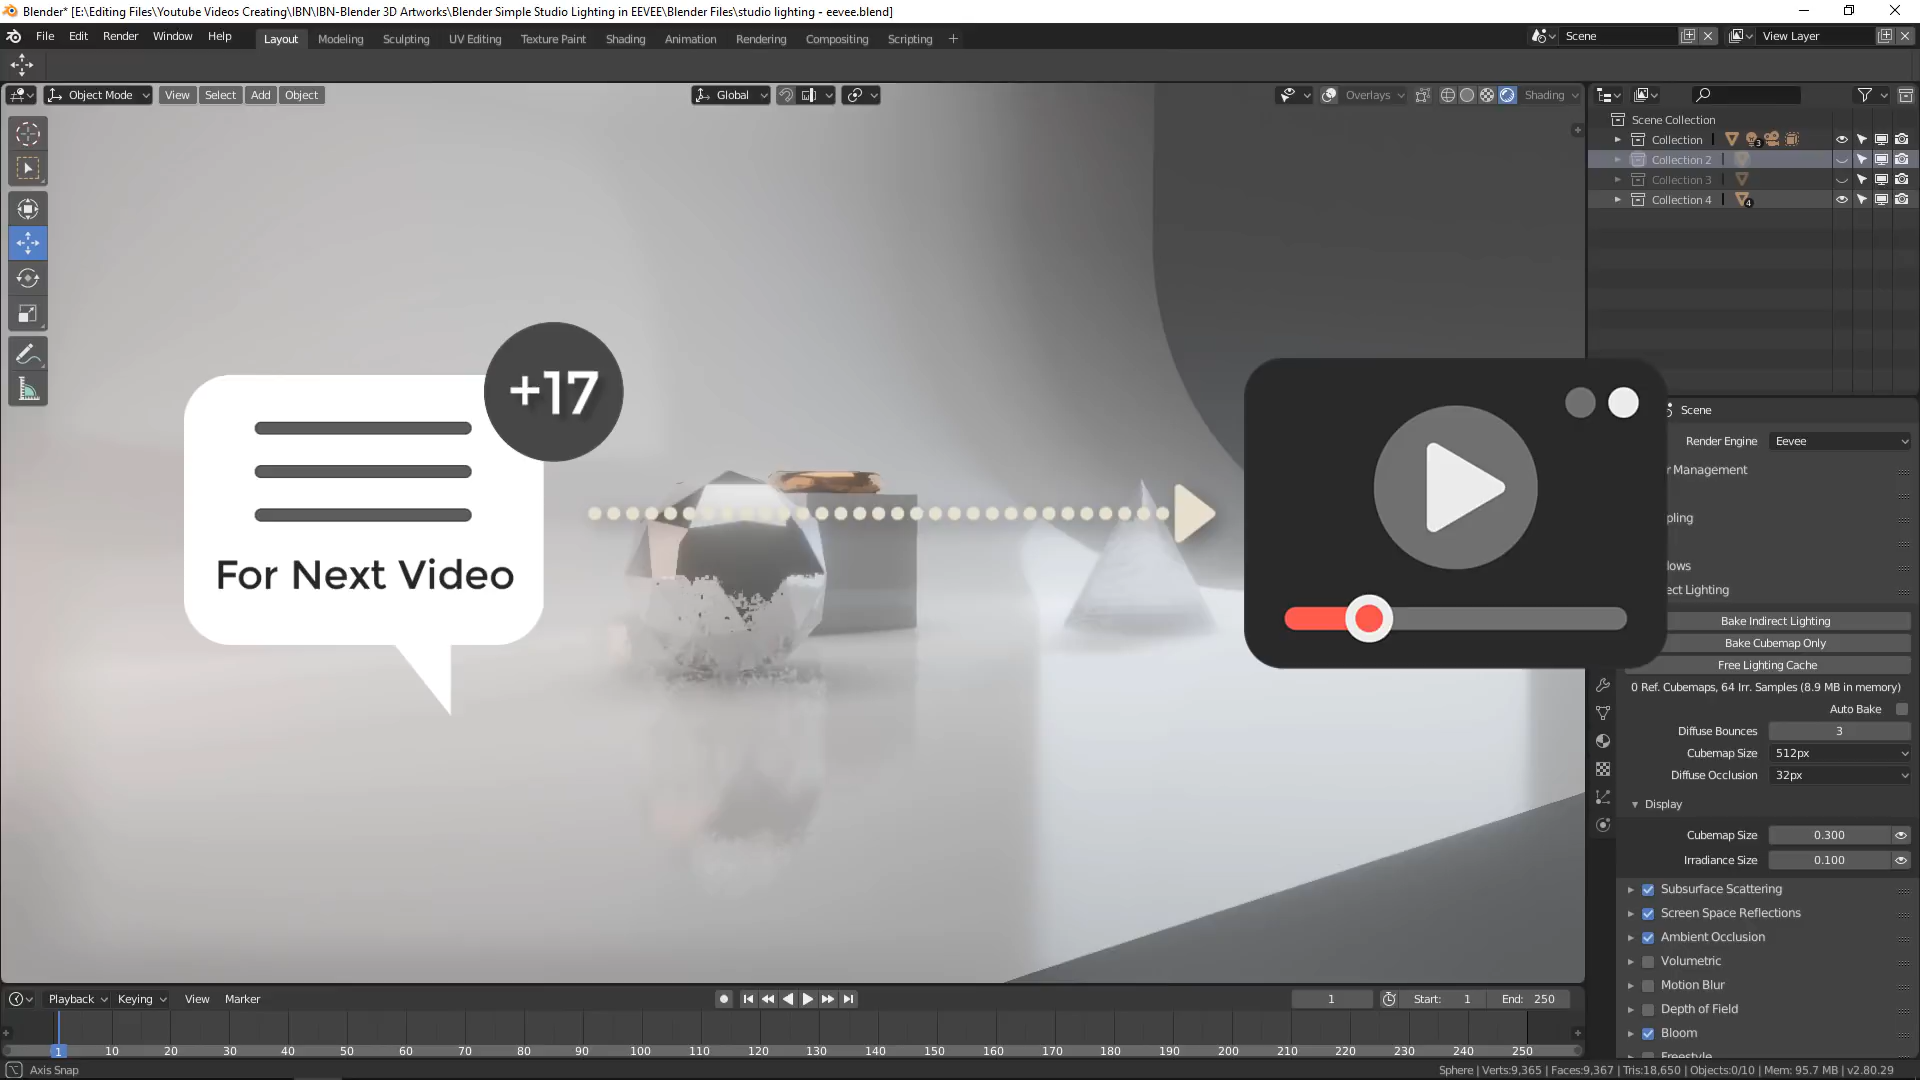 Blender* [E:\Editing Files\Youtube Videos Creating\IBN\IBN-Blender 3D Artworks\Blender Simple Studio Lighting in EEVEE\Blender Files\studio lighting - eevee.blend]
File Edit Render Window Help Layout Modeling Sculpting UV Editing Texture Paint Shading Animation Rendering Compositing Scripting + Scene View Layer
Object Mode View Select Add Object Global Overlays Shading
Scene Collection
Collection 3
Collection 2
Collection 3
Collection 4 4
+17
For Next Video
Scene
Render Engine Eevee
r Management
pling
lows
ect Lighting
Bake Indirect Lighting
Bake Cubemap Only
Free Lighting Cache
0 Ref. Cubemaps, 64 Irr. Samples (8.9 MB in memory)
Auto Bake
Diffuse Bounces 3
Cubemap Size 512px
Diffuse Occlusion 32px
Display
Cubemap Size 0.300
Irradiance Size 0.100
Subsurface Scattering
Screen Space Reflections
Ambient Occlusion
Volumetric
Motion Blur
Depth of Field
Bloom
Freestyle
Playback Keying View Marker 1 Start: 1 End: 250
1 10 20 30 40 50 60 70 80 90 100 110 120 130 140 150 160 170 180 190 200 210 220 230 240 250
Axis Snap Sphere | Verts:9,365 | Faces:9,367 | Tris:18,650 | Objects:0/10 | Mem: 95.7 MB | v2.80.29